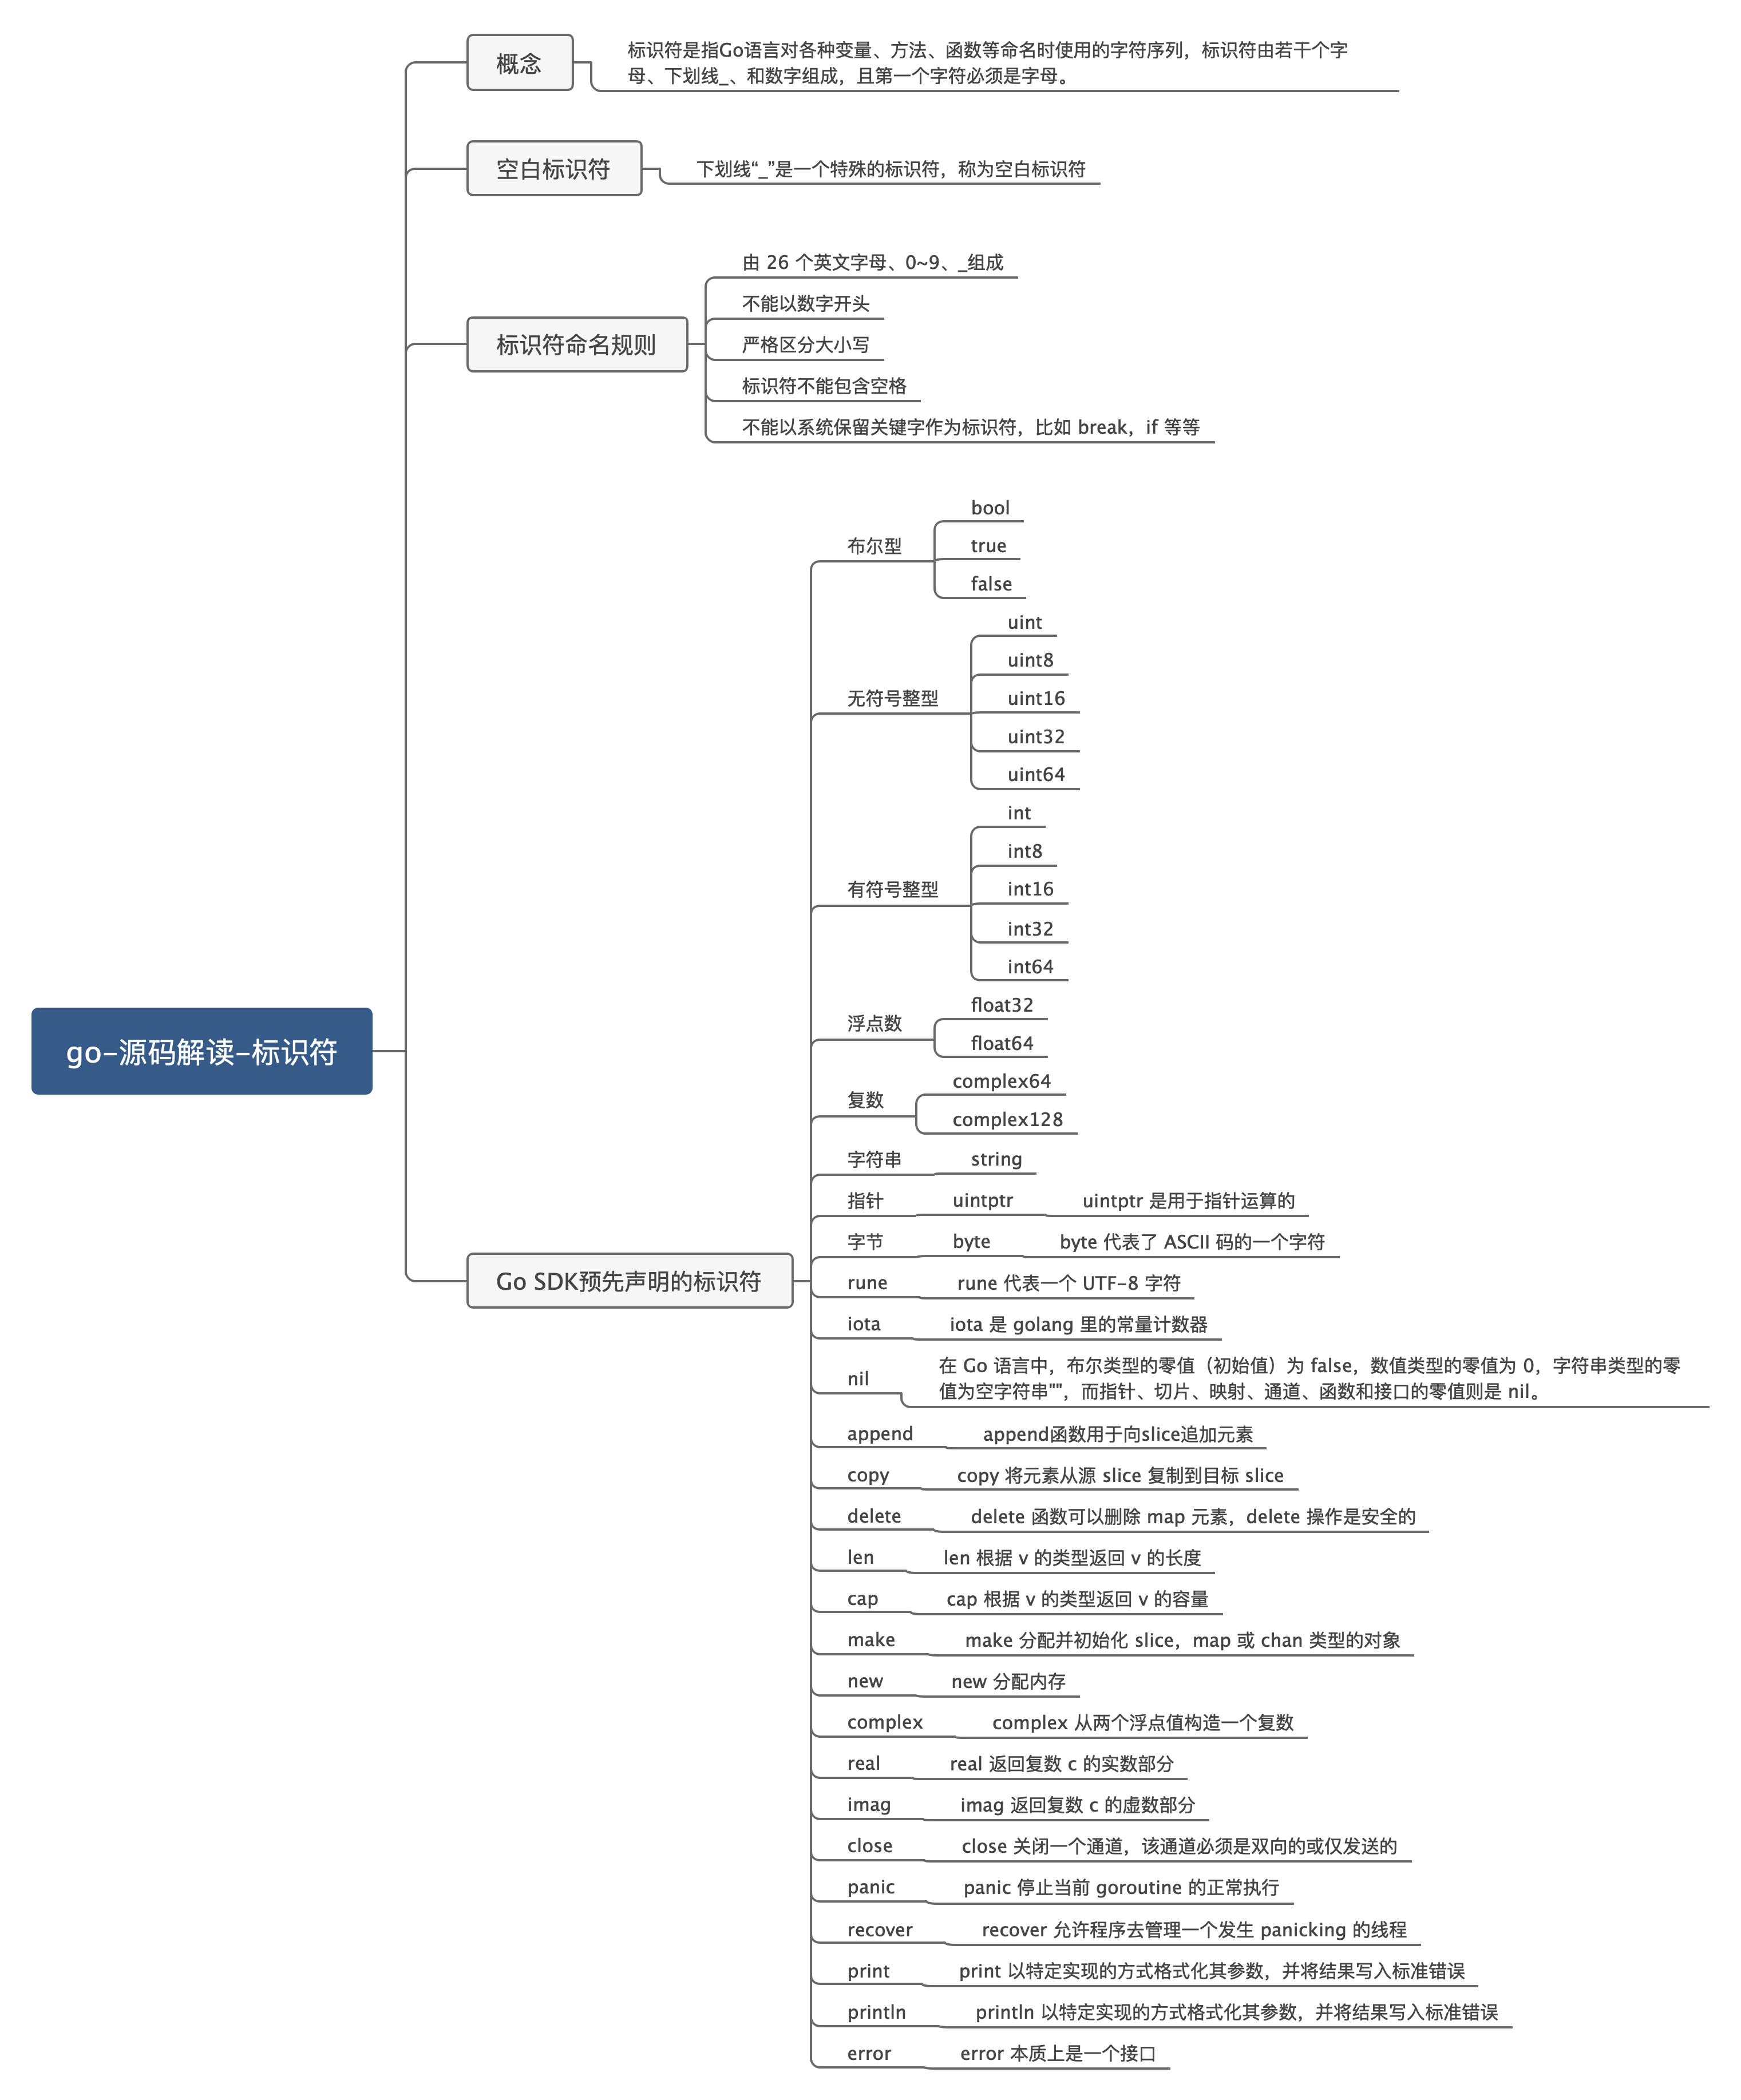 概念
标识符是指Go语言对各种变量、方法、函数等命名时使用的字符序列，标识符由若干个字
母、下划线_、和数字组成，且第一个字符必须是字母。
空白标识符
下划线“_”是一个特殊的标识符，称为空白标识符
标识符命名规则
由 26 个英文字母、0~9、_组成
不能以数字开头
严格区分大小写
标识符不能包含空格
不能以系统保留关键字作为标识符，比如 break，if 等等
go-源码解读-标识符
Go SDK预先声明的标识符
布尔型
bool
true
false
无符号整型
uint
uint8
uint16
uint32
uint64
有符号整型
int
int8
int16
int32
int64
浮点数
float32
float64
复数
complex64
complex128
字符串
string
指针
uintptr
uintptr 是用于指针运算的
字节
byte
byte 代表了 ASCII 码的一个字符
rune
rune 代表一个 UTF-8 字符
iota
iota 是 golang 里的常量计数器
nil
在 Go 语言中，布尔类型的零值（初始值）为 false，数值类型的零值为 0，字符串类型的零
值为空字符串""，而指针、切片、映射、通道、函数和接口的零值则是 nil。
append
append函数用于向slice追加元素
copy
copy 将元素从源 slice 复制到目标 slice
delete
delete 函数可以删除 map 元素，delete 操作是安全的
len
len 根据 v 的类型返回 v 的长度
cap
cap 根据 v 的类型返回 v 的容量
make
make 分配并初始化 slice，map 或 chan 类型的对象
new
new 分配内存
complex
complex 从两个浮点值构造一个复数
real
real 返回复数 c 的实数部分
imag
imag 返回复数 c 的虚数部分
close
close 关闭一个通道，该通道必须是双向的或仅发送的
panic
panic 停止当前 goroutine 的正常执行
recover
recover 允许程序去管理一个发生 panicking 的线程
print
print 以特定实现的方式格式化其参数，并将结果写入标准错误
println
println 以特定实现的方式格式化其参数，并将结果写入标准错误
error
error 本质上是一个接口